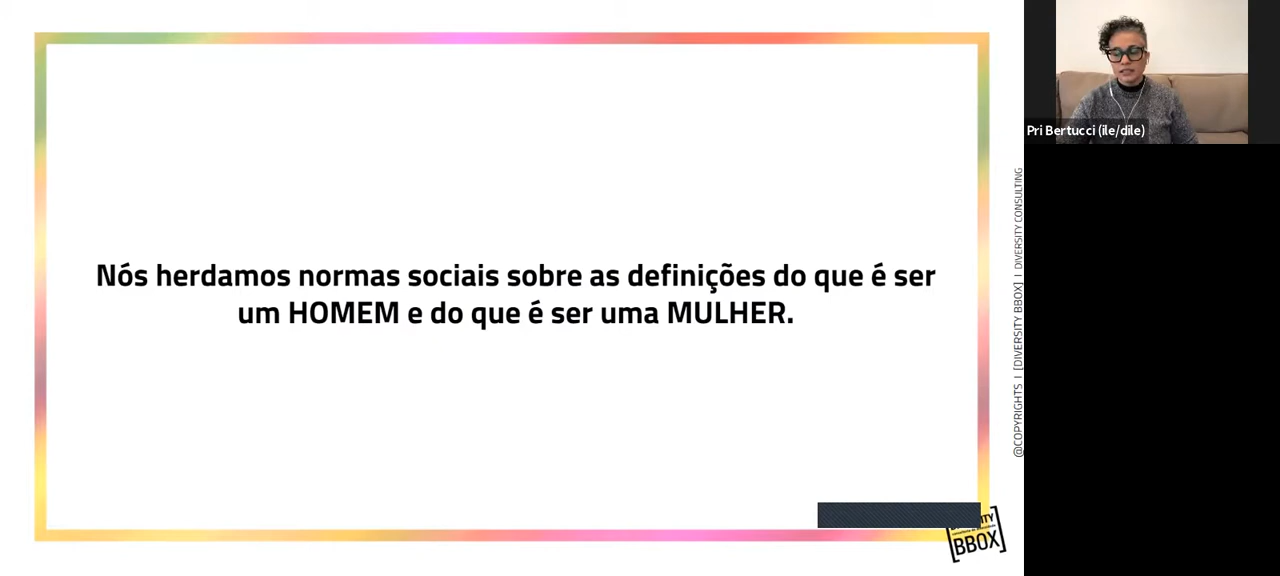 Nós herdamos normas sociais sobre as definições do que é ser
um HOMEM e do que é ser uma MULHER.
Pri Bertucci (ile/dile)
@COPYRIGHTS I [DIVERSITY BBOX] I DIVERSITY CONSULTING
[BBOX]